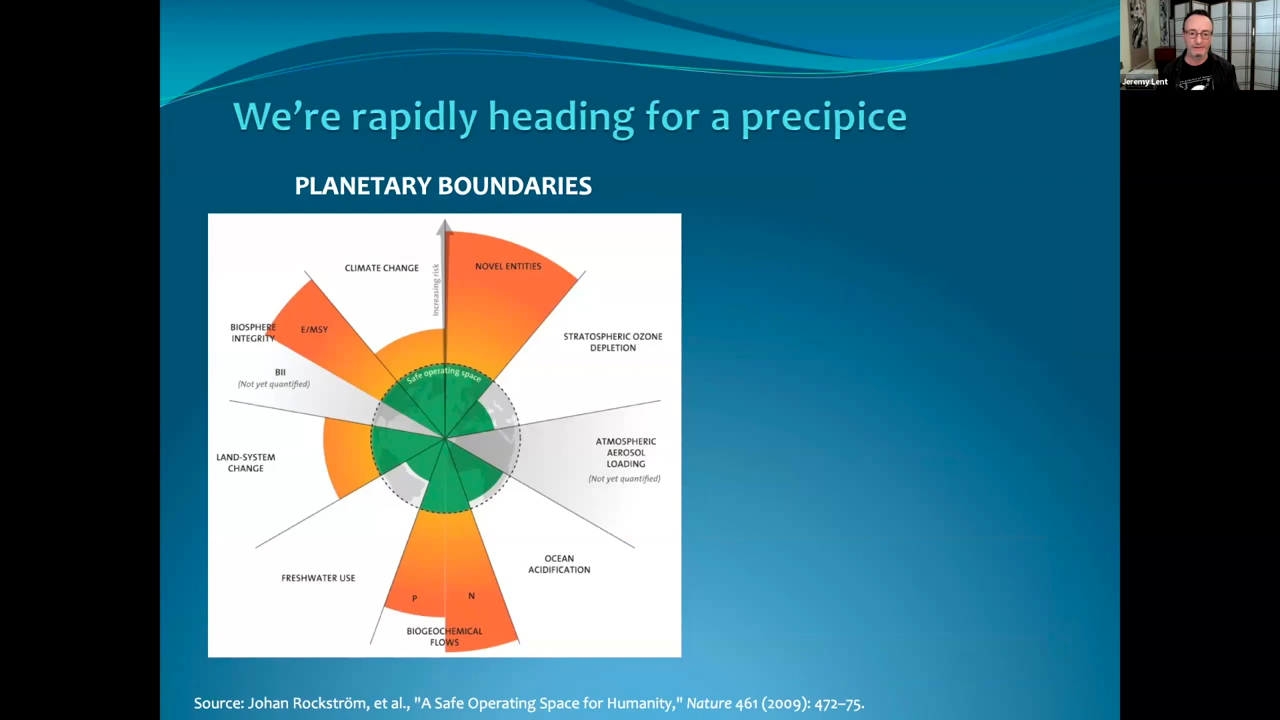 Jeremy Lent
We're rapidly heading for a precipice
PLANETARY BOUNDARIES
CLIMATE CHANGE
Increasing risk
NOVEL ENTITIES
BIOSPHERE
INTEGRITY
E/MSY
STRATOSPHERIC OZONE
DEPLETION
BII
(Not yet quantified)
Safe operating space
LAND-SYSTEM
CHANGE
ATMOSPHERIC
AEROSOL
LOADING
(Not yet quantified)
FRESHWATER USE
OCEAN
ACIDIFICATION
P
N
BIOGEOCHEMICAL
FLOWS
Source: Johan Rockström, et al., "A Safe Operating Space for Humanity," Nature 461 (2009): 472–75.